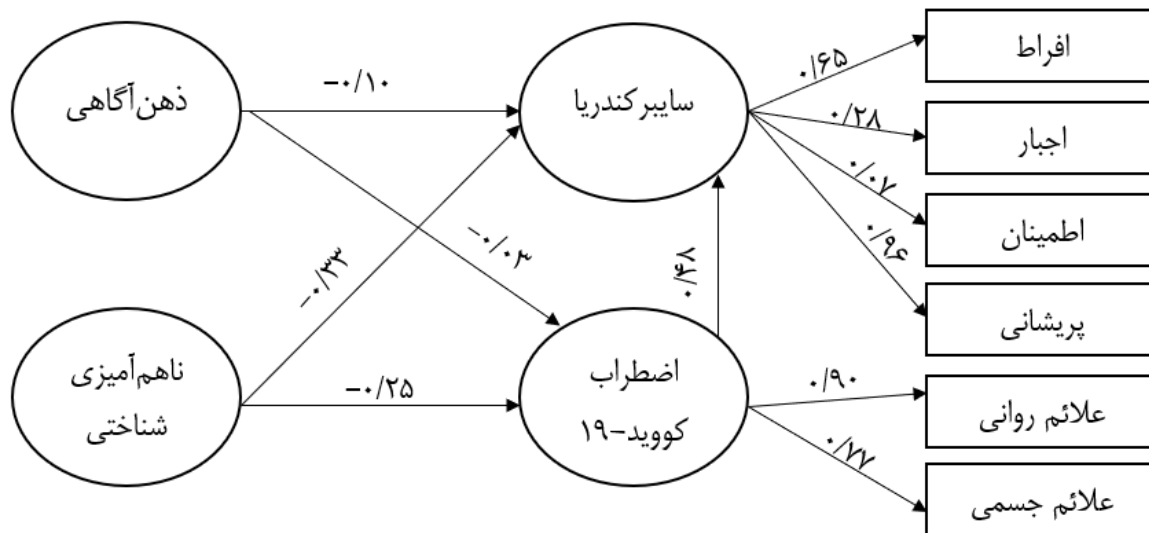 ذهن‌آگاهی
ناهم‌آمیزی
شناختی
سایبرکندریا
اضطراب
کووید-۱۹
−۰/۱۰
−۰/۰۳
−۰/۳۳
−۰/۲۵
۰/۴۸
۰/۶۵
۰/۲۸
۰/۰۷
۰/۹۶
۰/۹۰
۰/۷۷
افراط
اجبار
اطمینان
پریشانی
علائم روانی
علائم جسمی